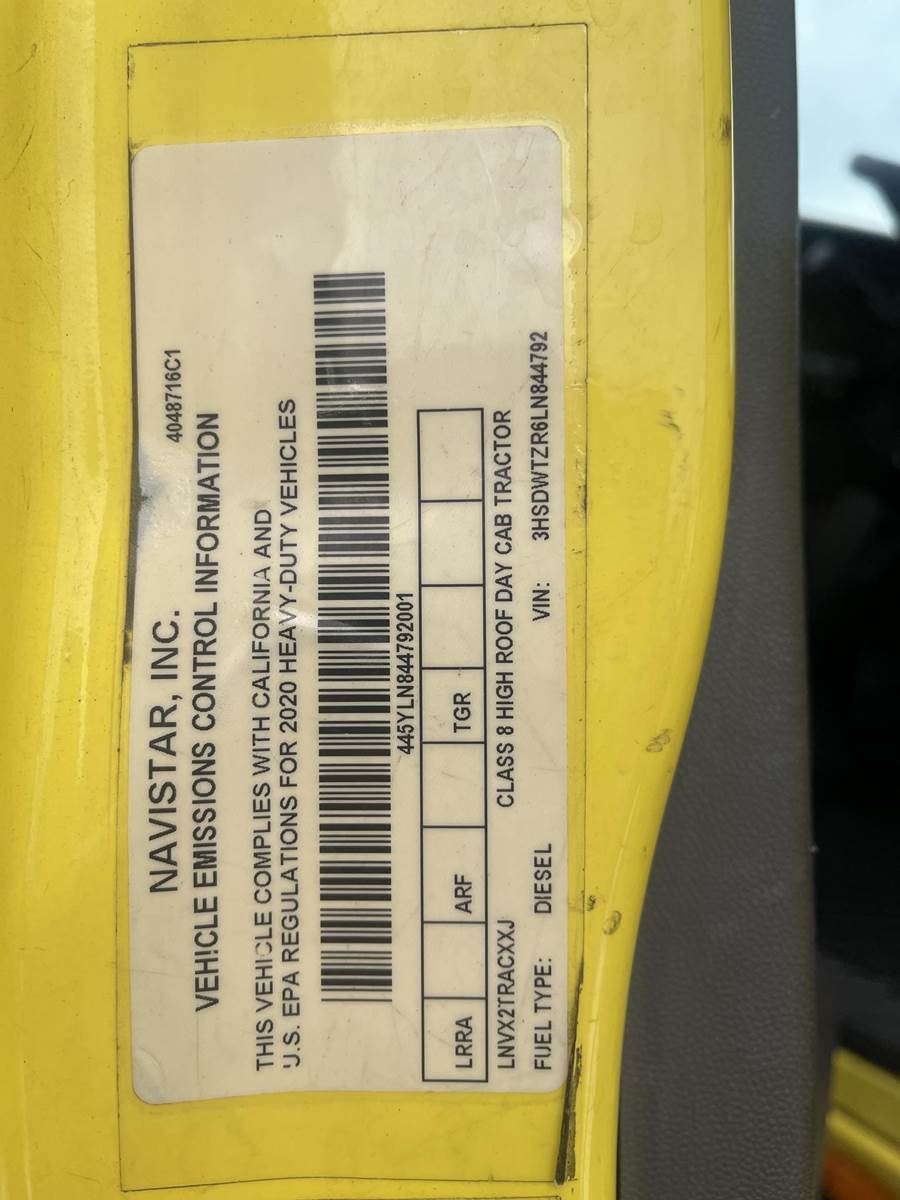 NAVISTAR, INC. 4048716C1
VEHICLE EMISSIONS CONTROL INFORMATION
THIS VEHICLE COMPLIES WITH CALIFORNIA AND
U.S. EPA REGULATIONS FOR 2020 HEAVY-DUTY VEHICLES
445YLN844792001
LRRA ARF TGR
LNVX2TRACXXJ CLASS 8 HIGH ROOF DAY CAB TRACTOR
FUEL TYPE: DIESEL VIN: 3HSDWTZR6LN844792